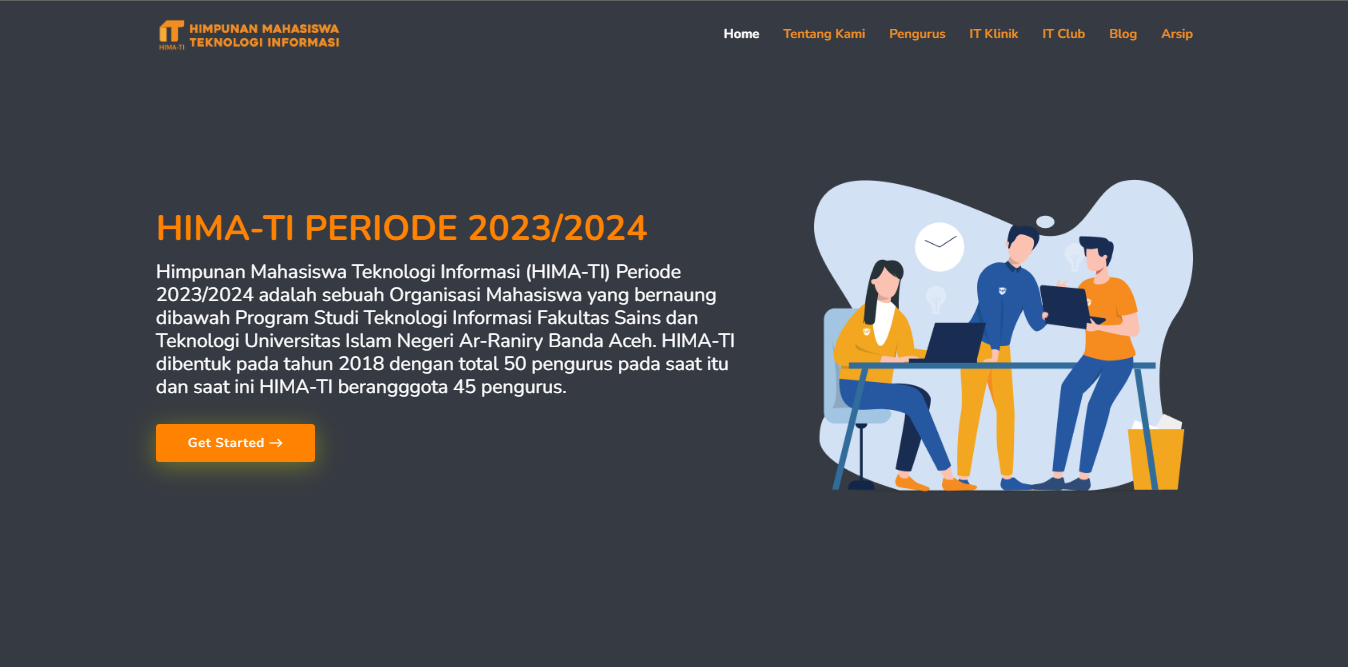 HIMPUNAN MAHASISWA
TEKNOLOGI INFORMASI
HIMA-TI
Home Tentang Kami Pengurus IT Klinik IT Club Blog Arsip
HIMA-TI PERIODE 2023/2024
Himpunan Mahasiswa Teknologi Informasi (HIMA-TI) Periode
2023/2024 adalah sebuah Organisasi Mahasiswa yang bernaung
dibawah Program Studi Teknologi Informasi Fakultas Sains dan
Teknologi Universitas Islam Negeri Ar-Raniry Banda Aceh. HIMA-TI
dibentuk pada tahun 2018 dengan total 50 pengurus pada saat itu
dan saat ini HIMA-TI berangggota 45 pengurus.
Get Started →